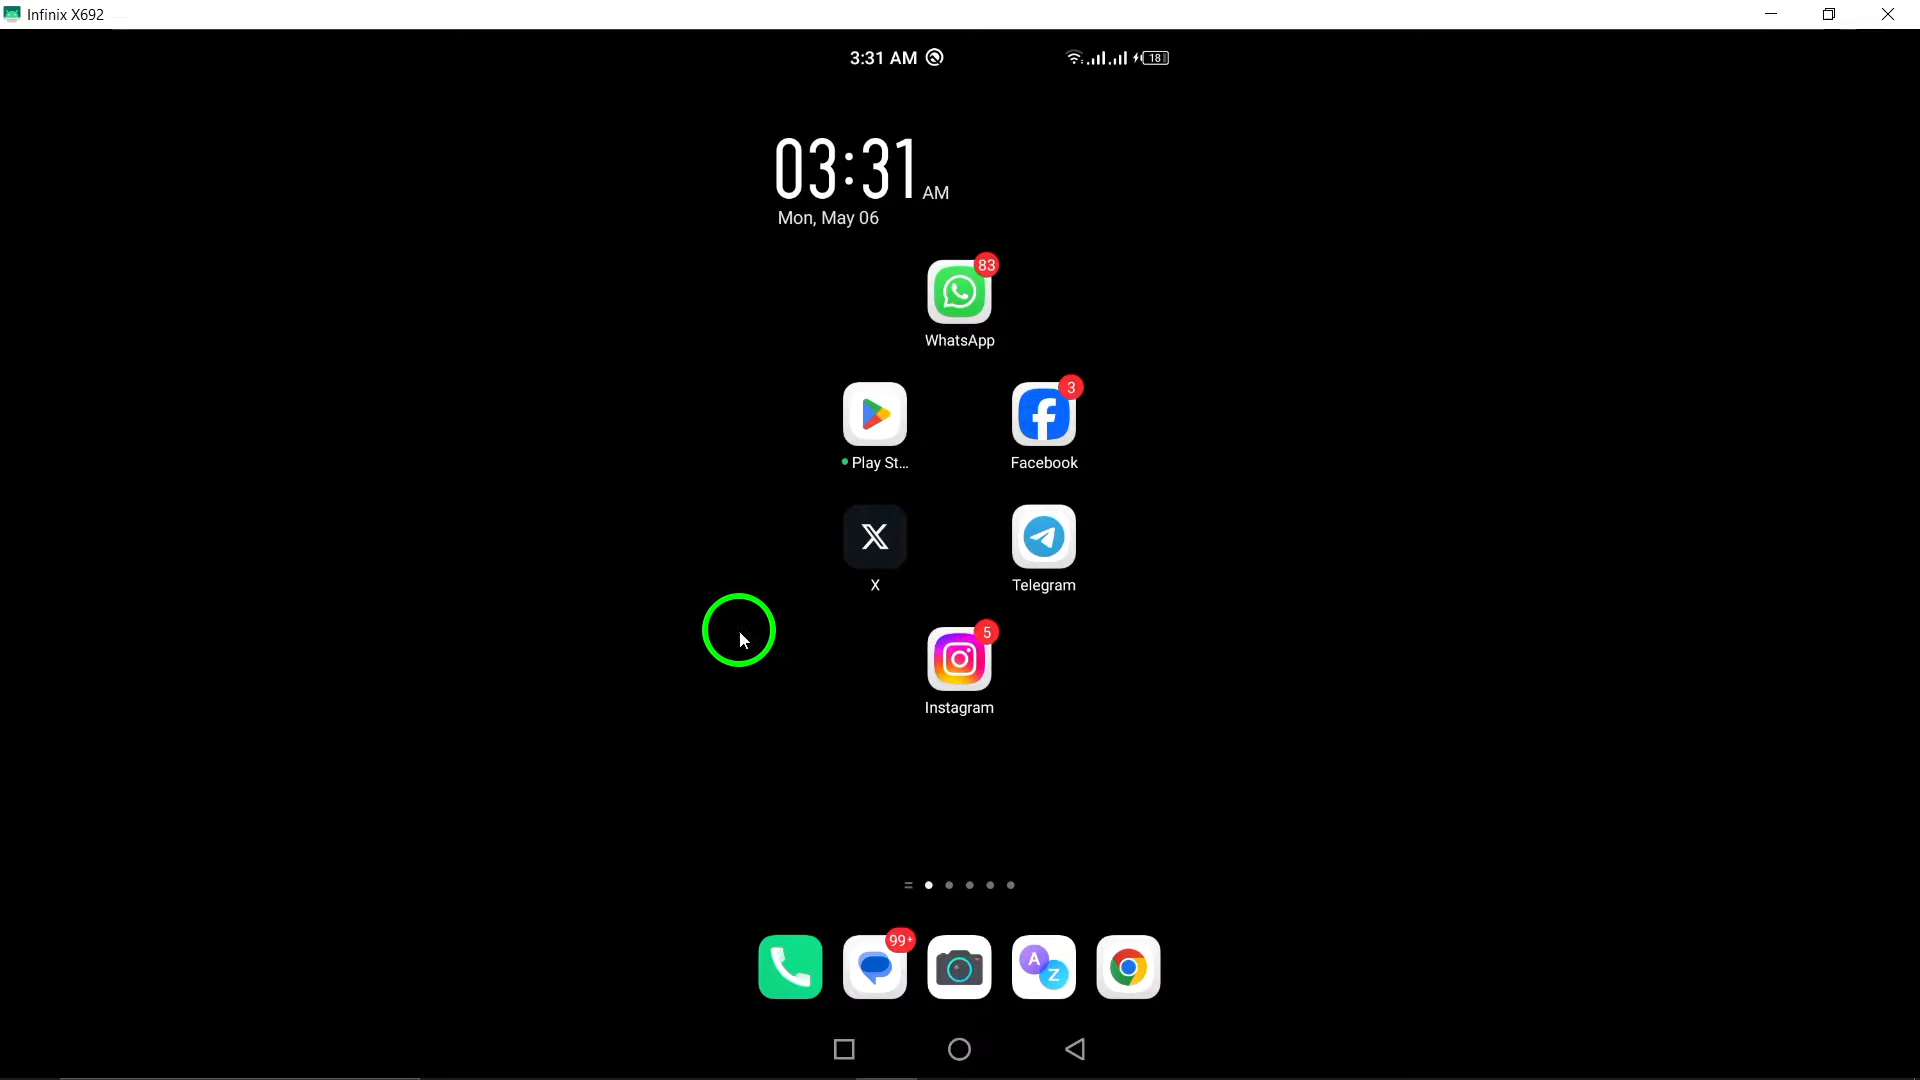 Infinix X692
3:31 AM
18
03:31 AM
Mon, May 06
83
WhatsApp
3
Play St...
Facebook
X
Telegram
5
Instagram
99+
A
Z